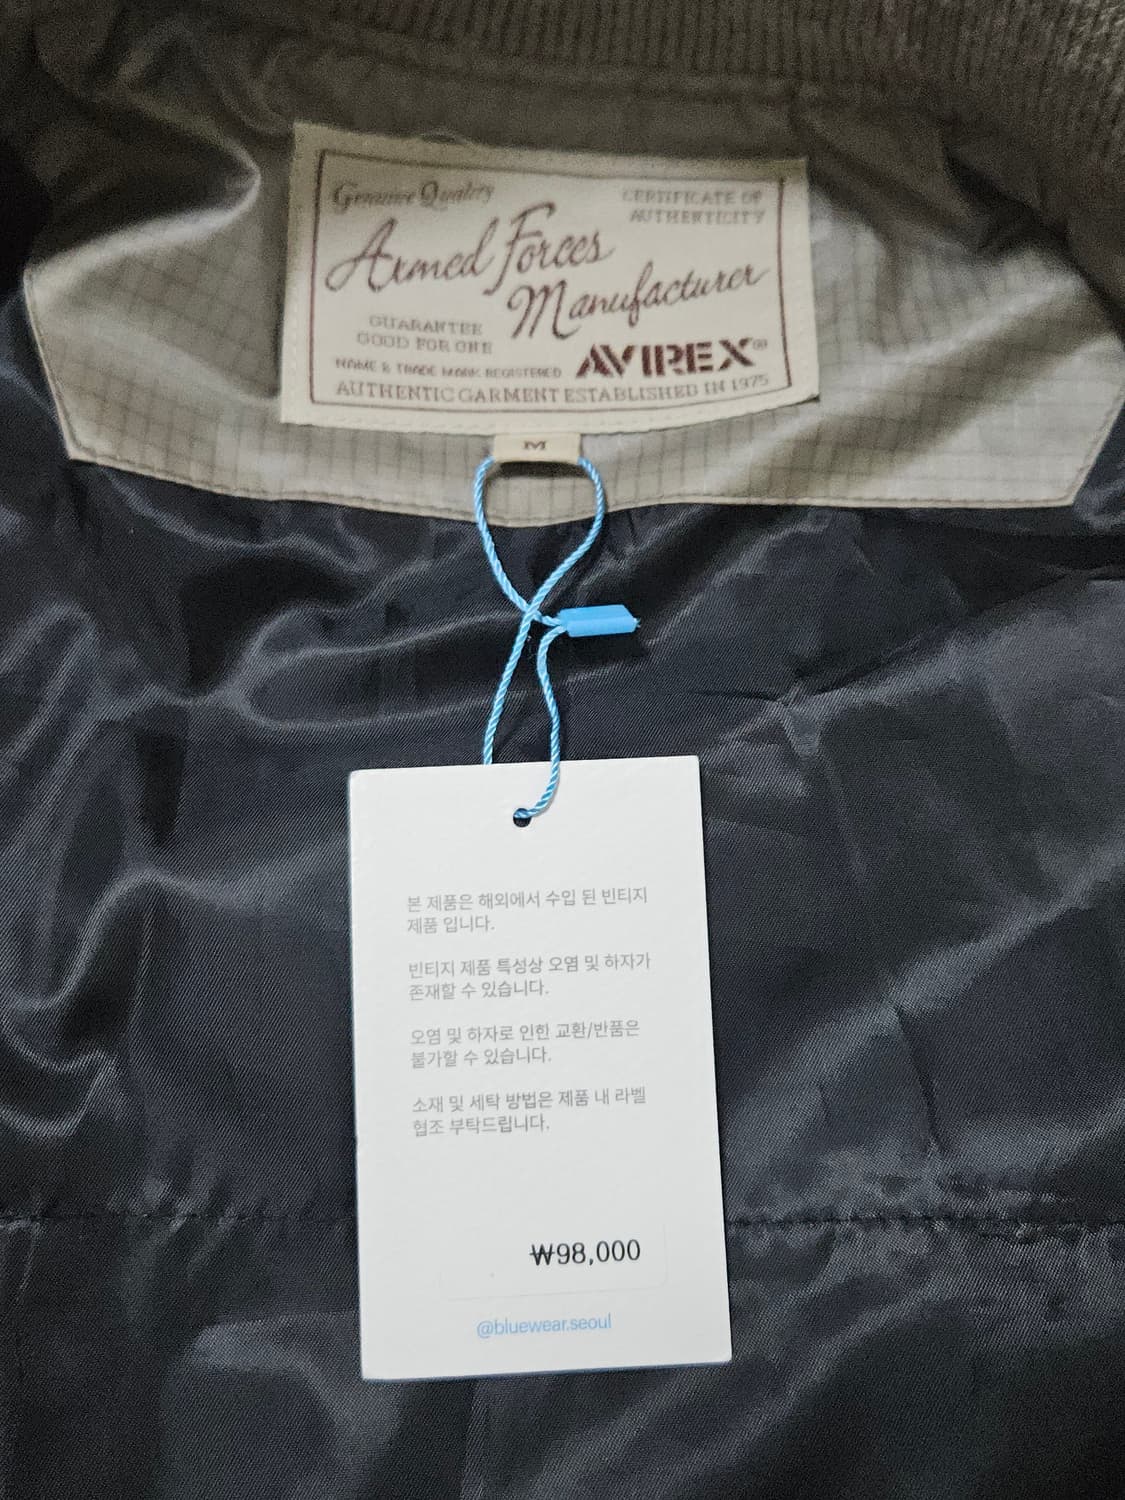 Genuine Quality
CERTIFICATE OF
AUTHENTICITY
Armed Forces
Manufacturer
GUARANTEE
GOOD FOR ONE
AVIREX®
NAME & TRADE MARK REGISTERED
AUTHENTIC GARMENT ESTABLISHED IN 1975
M
본 제품은 해외에서 수입 된 빈티지
제품 입니다.
빈티지 제품 특성상 오염 및 하자가
존재할 수 있습니다.
오염 및 하자로 인한 교환/반품은
불가할 수 있습니다.
소재 및 세탁 방법은 제품 내 라벨
협조 부탁드립니다.
₩98,000
@bluewear.seoul